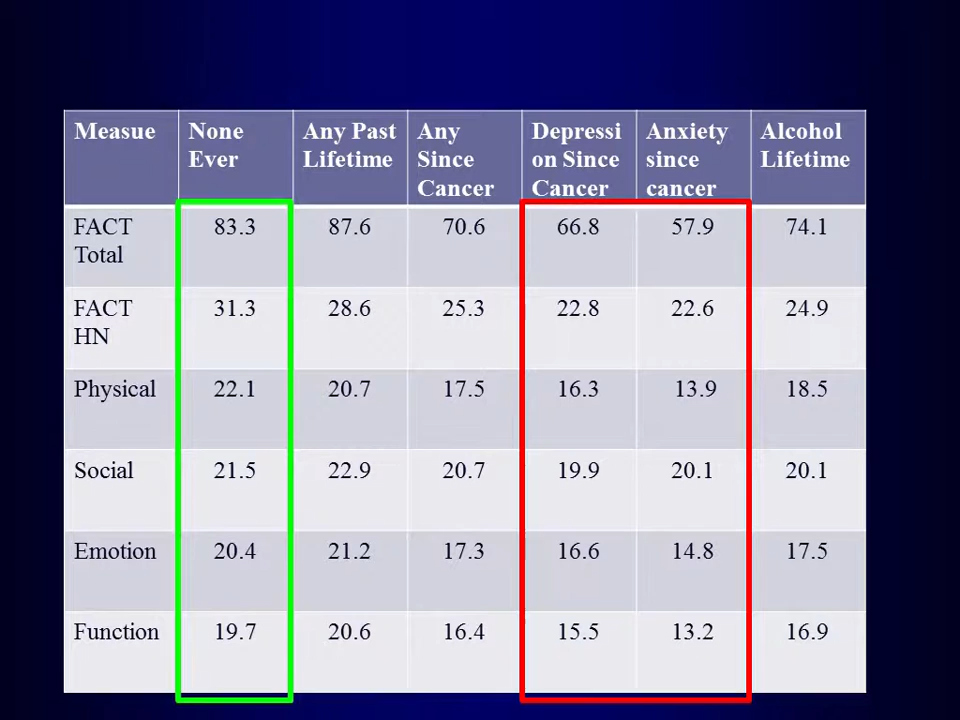 Measue None Ever Any Past Lifetime Any Since Cancer Depressi on Since Cancer Anxiety since cancer Alcohol Lifetime
FACT Total 83.3 87.6 70.6 66.8 57.9 74.1
FACT HN 31.3 28.6 25.3 22.8 22.6 24.9
Physical 22.1 20.7 17.5 16.3 13.9 18.5
Social 21.5 22.9 20.7 19.9 20.1 20.1
Emotion 20.4 21.2 17.3 16.6 14.8 17.5
Function 19.7 20.6 16.4 15.5 13.2 16.9